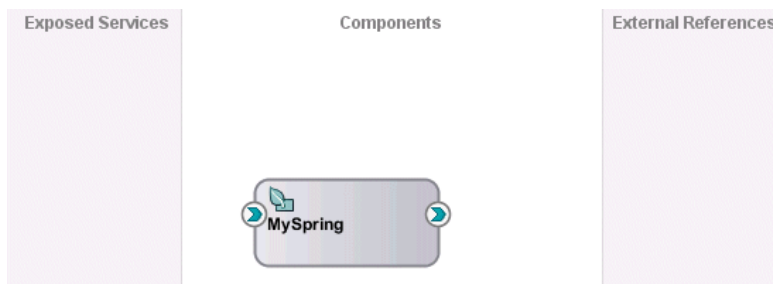 Exposed Services
Components
External References
MySpring